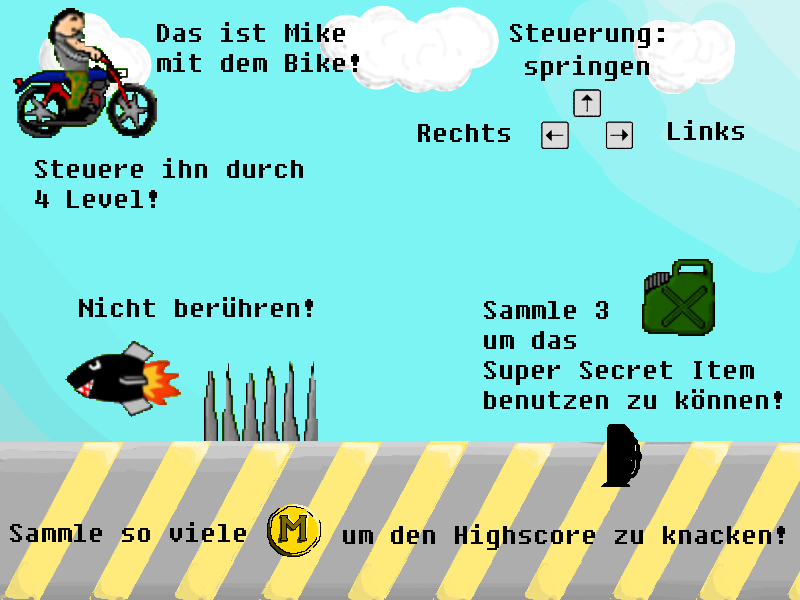 Das ist Mike
mit dem Bike!
Steuerung:
springen
↑
Rechts ← → Links
Steuere ihn durch
4 Level!
Nicht berühren!
Sammle 3
um das
Super Secret Item
benutzen zu können!
Sammle so viele M um den Highscore zu knacken!